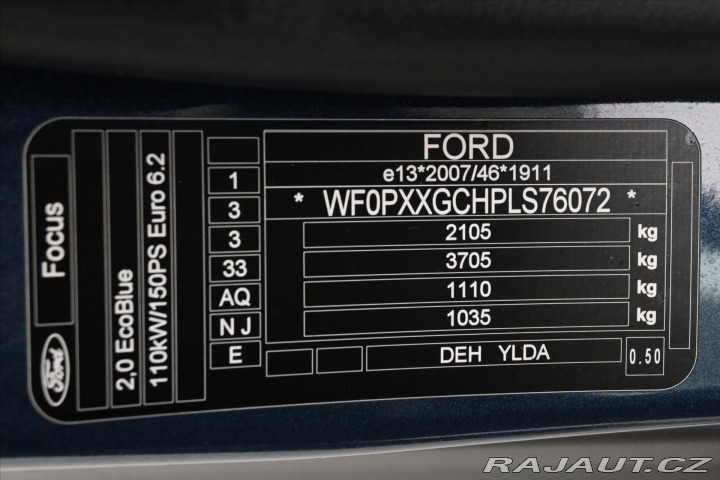 FORD
e13*2007/46*1911
* WF0PXXGCHPLS76072 *
2105 kg
3705 kg
1110 kg
1035 kg
DEH YLDA
0.50
1
3
3
33
AQ
N J
E
Focus
2,0 EcoBlue
110kW/150PS Euro 6.2
Ford
RAJAUT.CZ